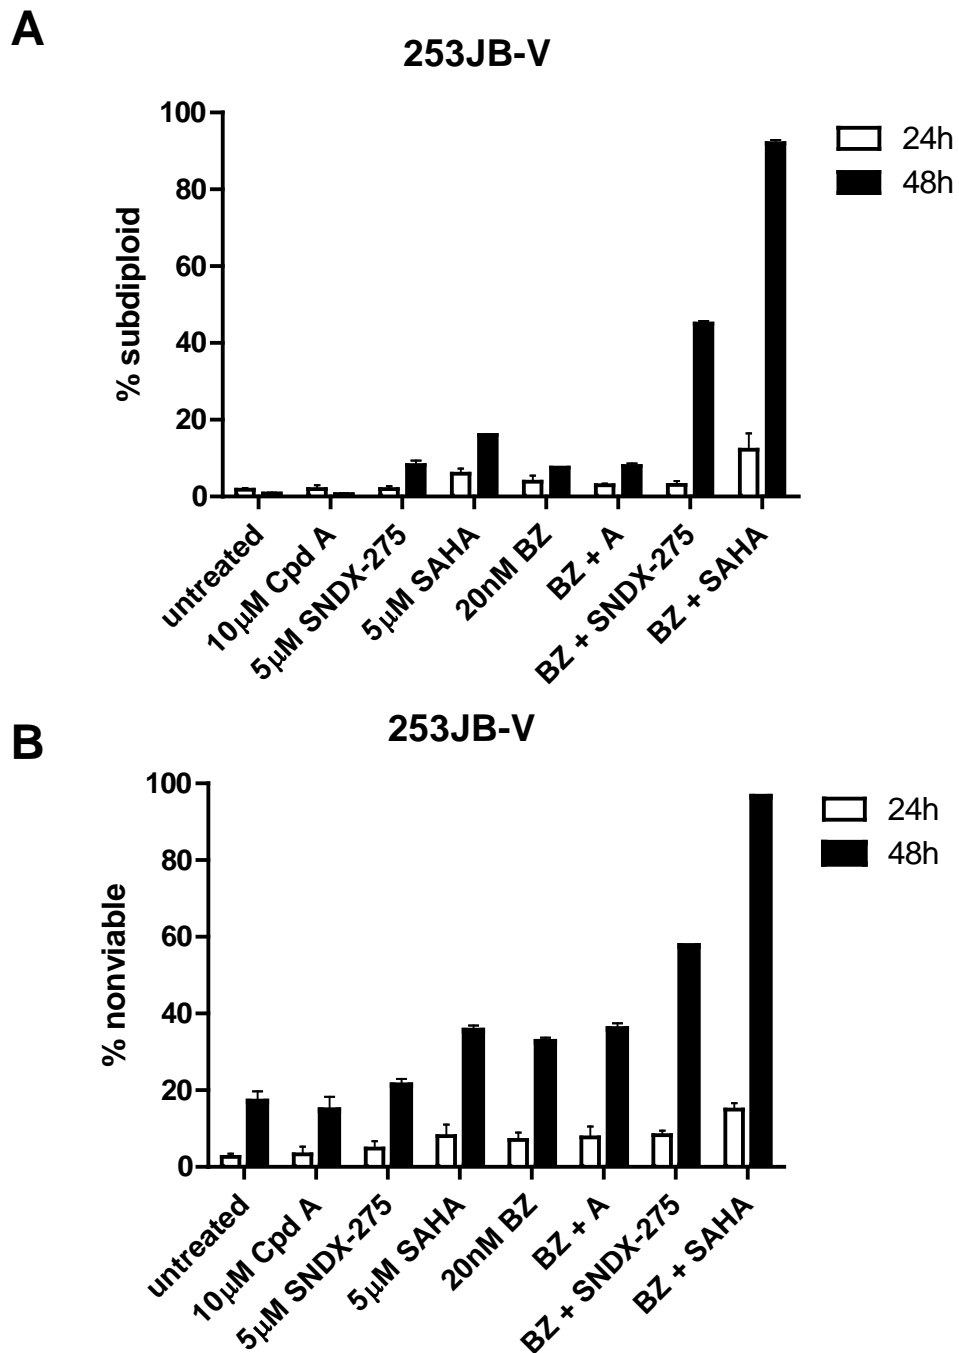 A
253JB-V
24h
48h
% subdiploid
100
80
60
40
20
0
untreated
10μM Cpd A
5μM SNDX-275
5μM SAHA
20nM BZ
BZ + A
BZ + SNDX-275
BZ + SAHA
B
253JB-V
24h
48h
% nonviable
100
80
60
40
20
0
untreated
10μM Cpd A
5μM SNDX-275
5μM SAHA
20nM BZ
BZ + A
BZ + SNDX-275
BZ + SAHA